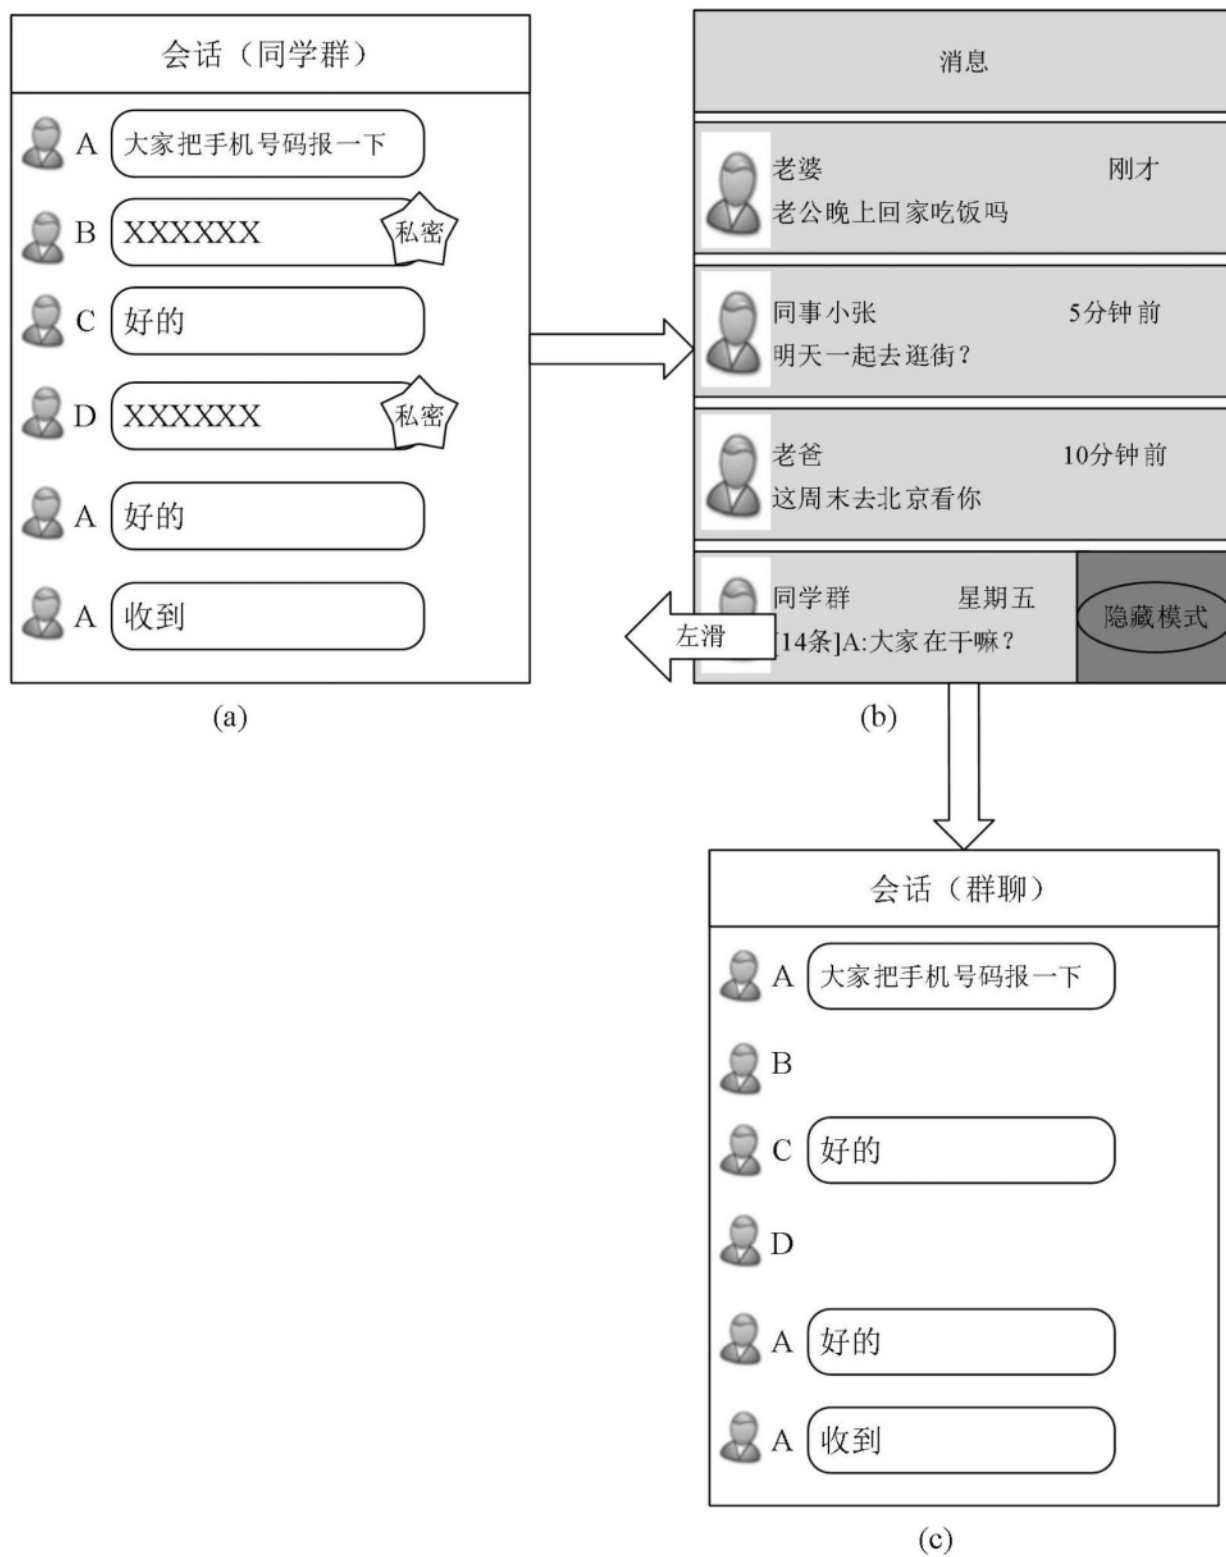 会话（同学群）
A 大家把手机号码报一下
B XXXXXX 私密
C 好的
D XXXXXX 私密
A 好的
A 收到
(a)
消息
老婆 刚才
老公晚上回家吃饭吗
同事小张 5分钟前
明天一起去逛街？
老爸 10分钟前
这周末去北京看你
同学群 星期五
[14条]A:大家在干嘛？
左滑
隐藏模式
(b)
会话（群聊）
A 大家把手机号码报一下
B
C 好的
D
A 好的
A 收到
(c)